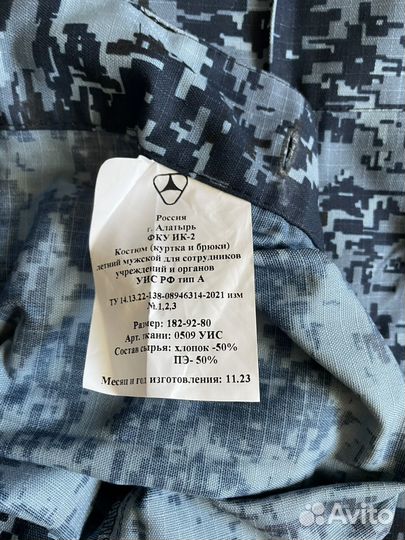 Россия
г. Алатырь
ФКУ ИК-2
Костюм (куртка и брюки)
летний мужской для сотрудников
учреждений и органов
УИС РФ тип А
ТУ 14.13.22-138-08946314-2021 изм
№.1,2,3
Размер: 182-92-80
Арт.ткани: 0509 УИС
Состав сырья: хлопок -50%
ПЭ- 50%
Месяц и год изготовления: 11.23
Avito